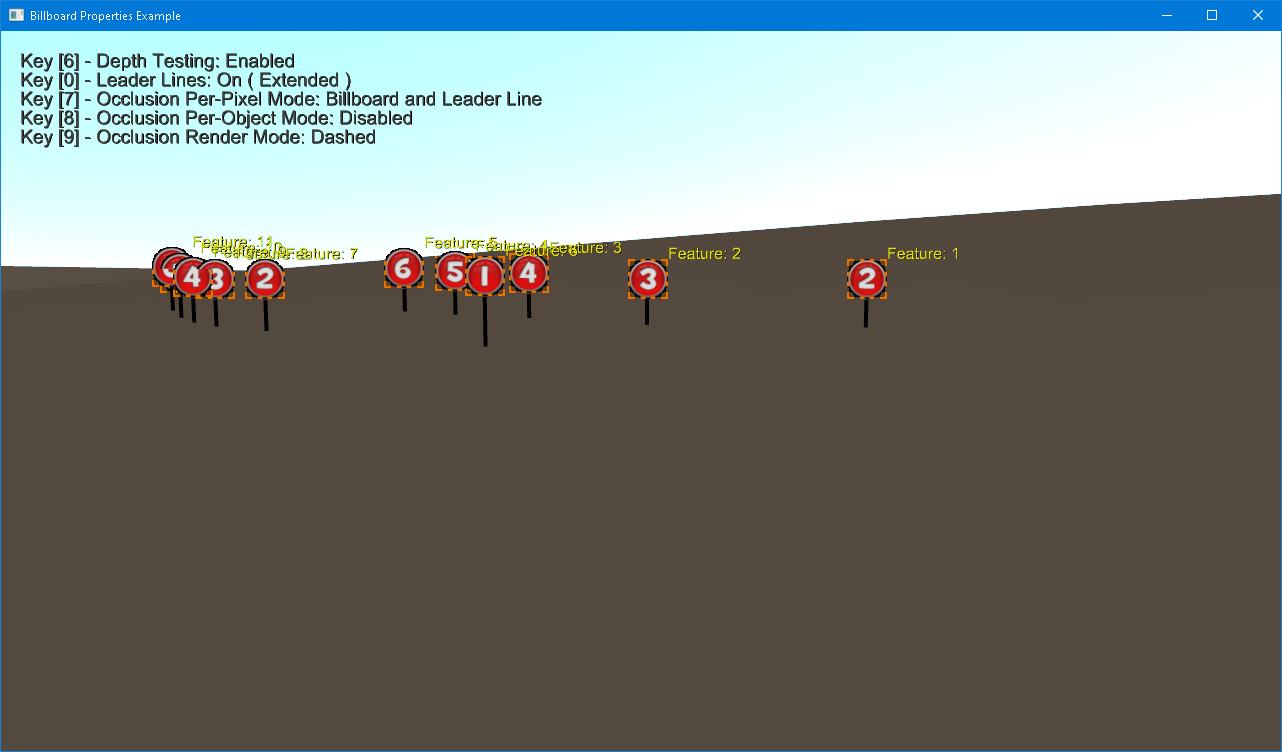 Billboard Properties Example
Key [6] - Depth Testing: Enabled
Key [0] - Leader Lines: On ( Extended )
Key [7] - Occlusion Per-Pixel Mode: Billboard and Leader Line
Key [8] - Occlusion Per-Object Mode: Disabled
Key [9] - Occlusion Render Mode: Dashed
Feature: 11
Feature: 7
Feature: 5
Feature: 3
Feature: 2
Feature: 1
4
3
2
6
5
1
4
3
2